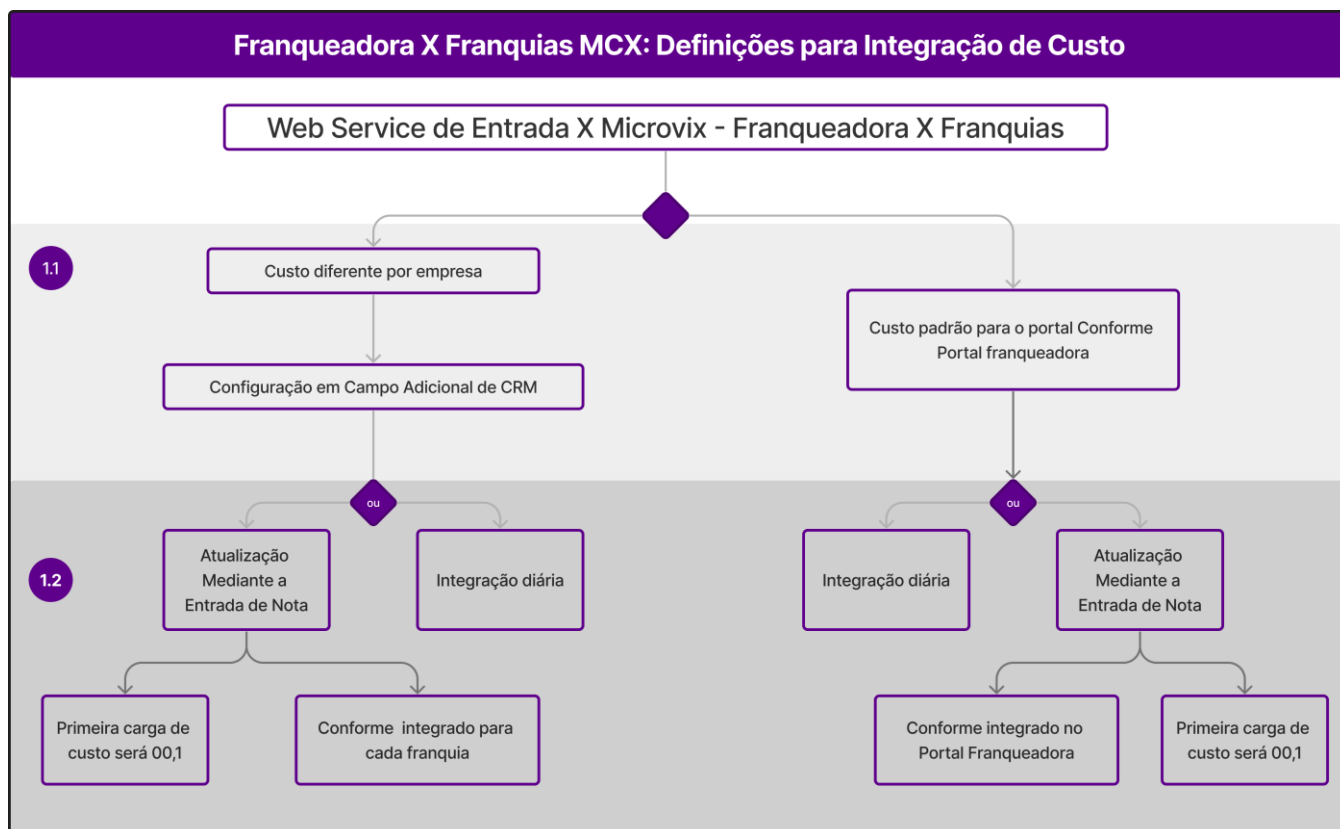 Franqueadora X Franquias MCX: Definições para Integração de Custo
Web Service de Entrada X Microvix - Franqueadora X Franquias
1.1
Custo diferente por empresa
Configuração em Campo Adicional de CRM
Custo padrão para o portal Conforme
Portal franqueadora
1.2
ou
Atualização
Mediante a
Entrada de Nota
Integração diária
ou
Integração diária
Atualização
Mediante a
Entrada de Nota
Primeira carga de
custo será 00,1
Conforme integrado para
cada franquia
Conforme integrado no
Portal Franqueadora
Primeira carga de
custo será 00,1